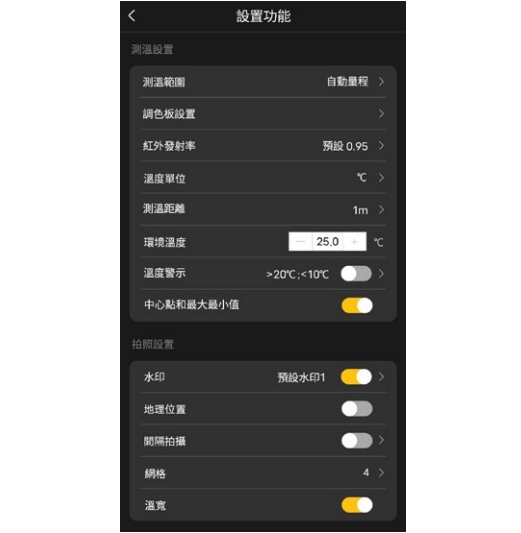 設置功能
測溫設置
測溫範圍 自動量程
調色板設置
紅外發射率 預設 0.95
溫度單位 ℃
測溫距離 1m
環境溫度 — 25.0 + ℃
溫度警示 >20℃;<10℃
中心點和最大最小值
拍照設置
水印 預設水印1
地理位置
間隔拍攝
網格 4
溫寬